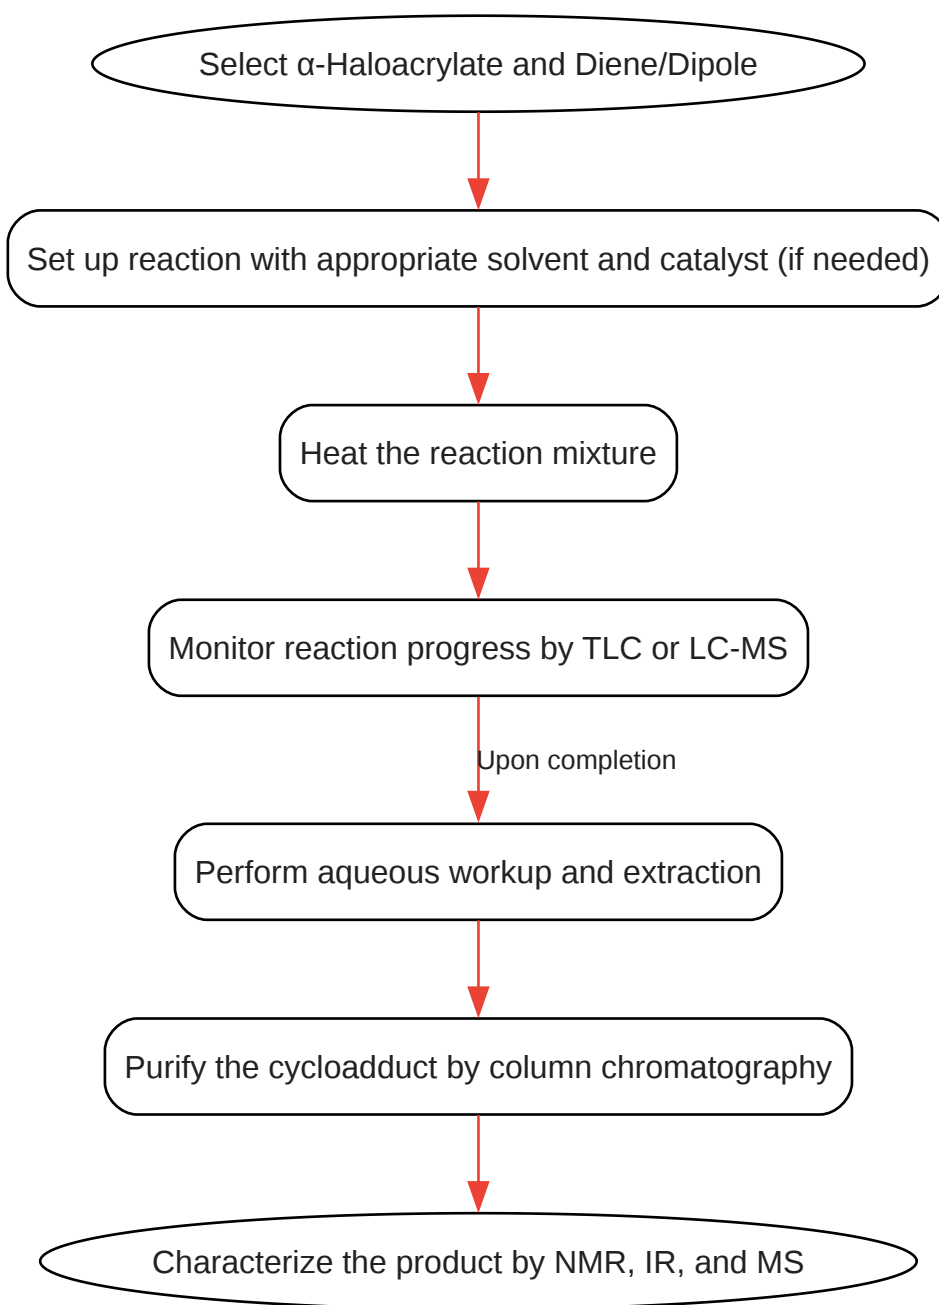 Select α-Haloacrylate and Diene/Dipole
Set up reaction with appropriate solvent and catalyst (if needed)
Heat the reaction mixture
Monitor reaction progress by TLC or LC-MS
Upon completion
Perform aqueous workup and extraction
Purify the cycloadduct by column chromatography
Characterize the product by NMR, IR, and MS